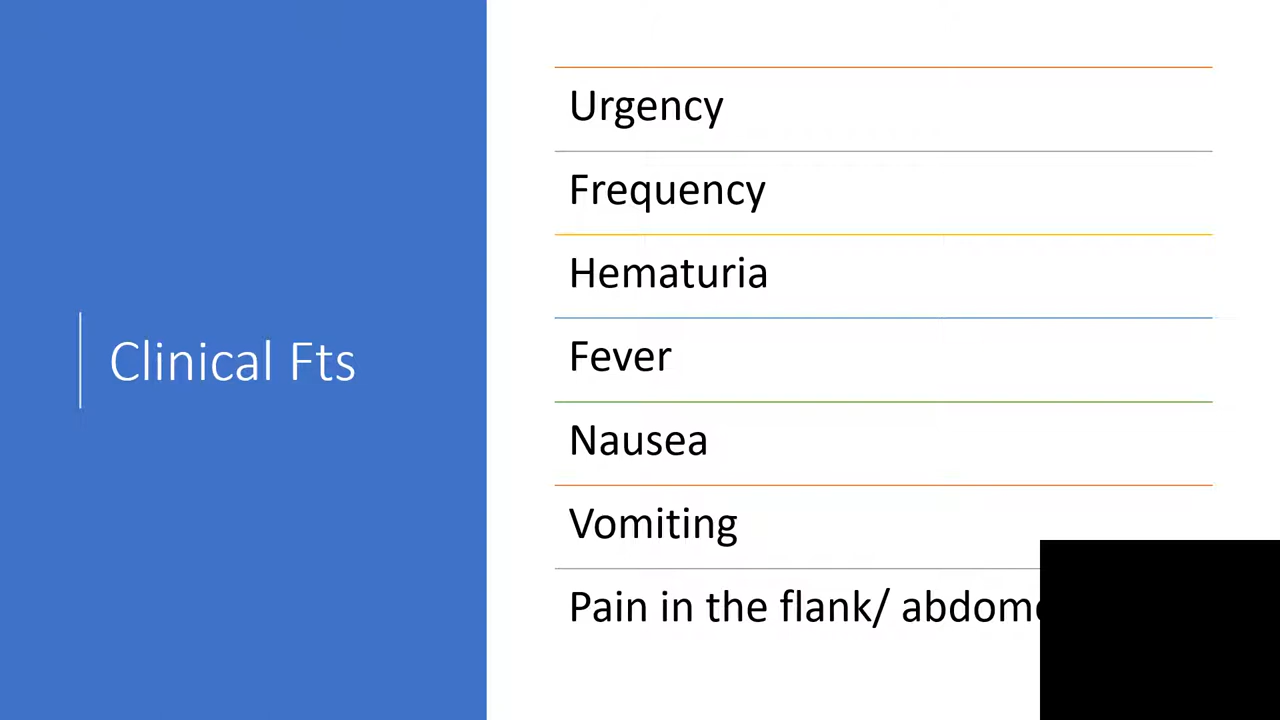 Clinical Fts
Urgency
Frequency
Hematuria
Fever
Nausea
Vomiting
Pain in the flank/